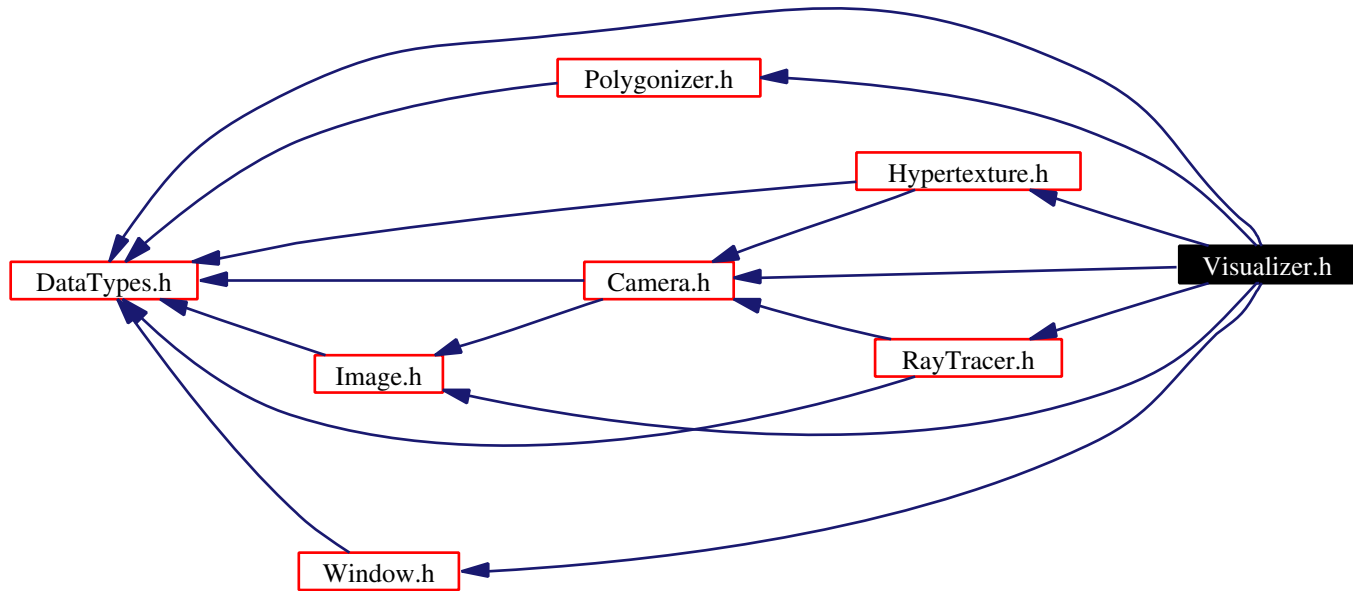 Polygonizer.h
Hypertexture.h
Visualizer.h
DataTypes.h
Camera.h
RayTracer.h
Image.h
Window.h